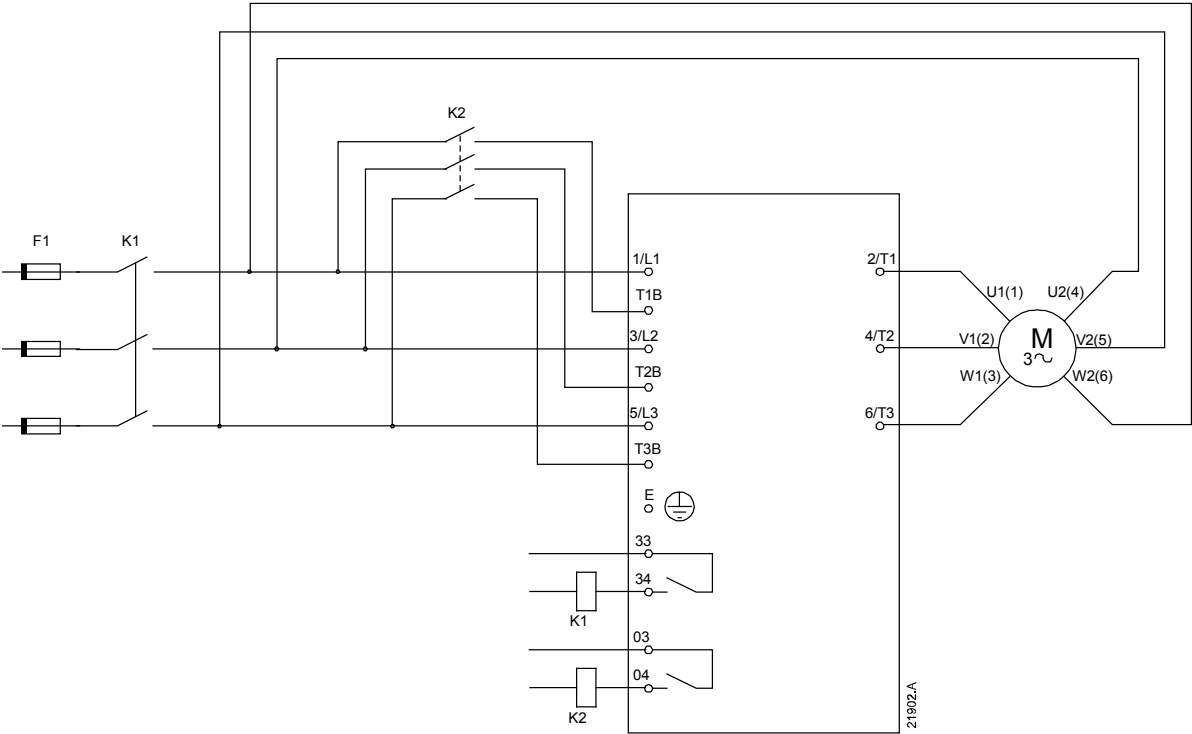 K2
F1
K1
1/L1
2/T1
T1B
U1(1)
U2(4)
3/L2
4/T2
V1(2)
M
3
V2(5)
T2B
W1(3)
W2(6)
5/L3
6/T3
T3B
E
33
34
K1
03
04
K2
21902.A